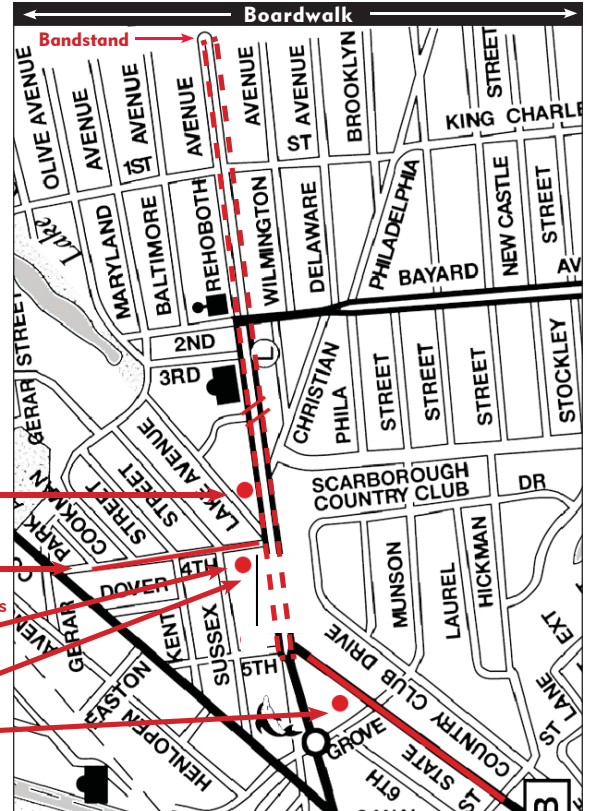 Boardwalk
Bandstand
OLIVE AVENUE
AVENUE
AVENUE
AVENUE
AVENUE
AVENUE
BROOKLYN
STREET
1ST
ST
KING CHARLE
Lake
MARYLAND
BALTIMORE
REHOBOTH
WILMINGTON
DELAWARE
PHILADELPHIA
NEW CASTLE
STREET
BAYARD
AV
GERAR STREET
2ND
3RD
L
CHRISTIAN
PHILA
STREET
STREET
STREET
STOCKLEY
LAKE AVENUE
STREET
STREET
COOKMAN
PARK
SCARBOROUGH
COUNTRY CLUB
DR
4TH
DOVER
GERAR
KENT
SUSSEX
MUNSON
LAUREL
HICKMAN
s
AVEN
5TH
EASTON
HENLOPEN
COUNTRY CLUB DRIVE
GROVE
STATE
ST
6TH
LANE
EXT
ST
B
CANAL